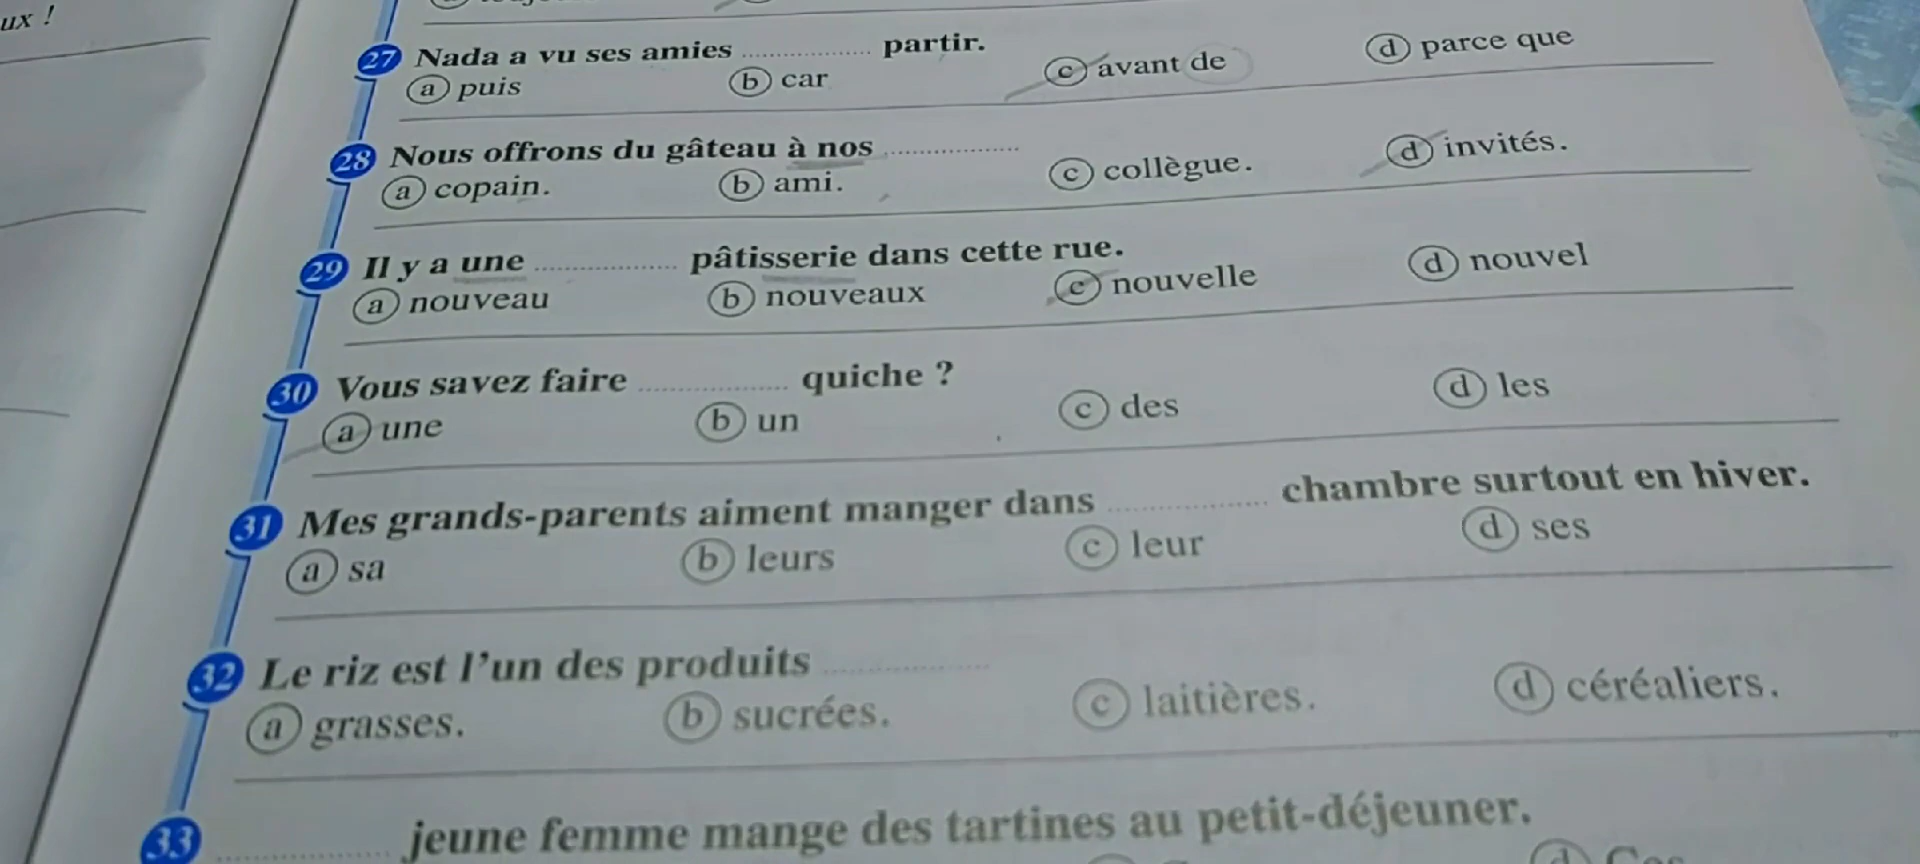 ux !
27 Nada a vu ses amies .................. partir.
a puis b car c avant de d parce que
28 Nous offrons du gâteau à nos ..................
a copain. b ami. c collègue. d invités.
29 Il y a une .................. pâtisserie dans cette rue.
a nouveau b nouveaux c nouvelle d nouvel
30 Vous savez faire .................. quiche ?
a une b un c des d les
31 Mes grands-parents aiment manger dans .................. chambre surtout en hiver.
a sa b leurs c leur d ses
32 Le riz est l'un des produits ..................
a grasses. b sucrées. c laitières. d céréaliers.
33 .................. jeune femme mange des tartines au petit-déjeuner.